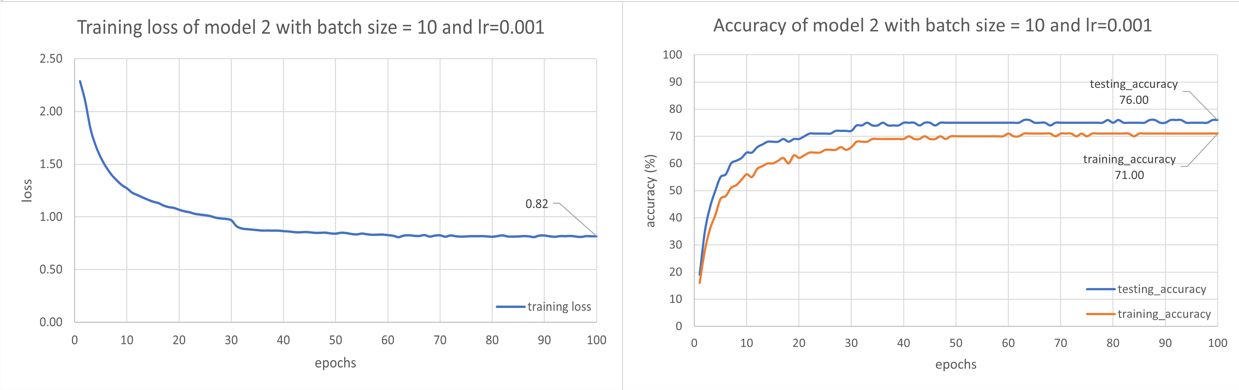 Training loss of model 2 with batch size = 10 and lr=0.001
2.50
2.00
1.50
1.00
0.50
0.00
loss
0.82
training loss
0 10 20 30 40 50 60 70 80 90 100
epochs
Accuracy of model 2 with batch size = 10 and lr=0.001
100
90
80
70
60
50
40
30
20
10
0
accuracy (%)
testing_accuracy
76.00
training_accuracy
71.00
testing_accuracy
training_accuracy
0 10 20 30 40 50 60 70 80 90 100
epochs